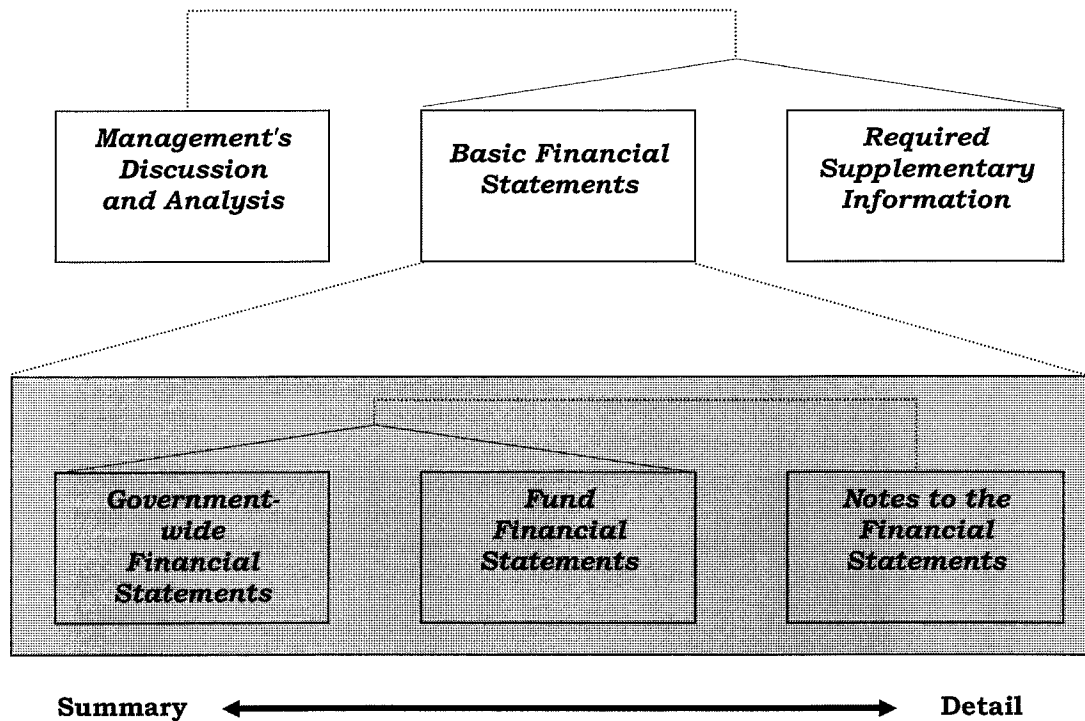 Management's
Discussion
and Analysis
Basic Financial
Statements
Required
Supplementary
Information
Government-
wide
Financial
Statements
Fund
Financial
Statements
Notes to the
Financial
Statements
Summary
Detail